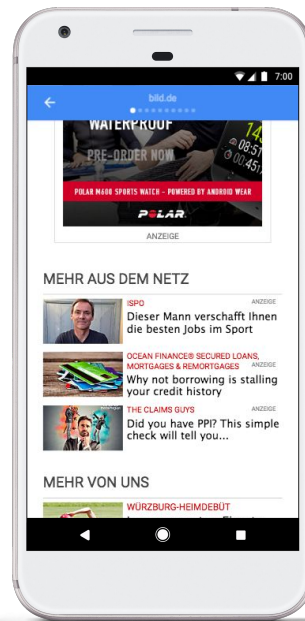 7:00
bild.de
WATERPROOF
PRE-ORDER NOW
POLAR M600 SPORTS WATCH - POWERED BY ANDROID WEAR
POLAR
ANZEIGE
MEHR AUS DEM NETZ
ISPO
ANZEIGE
Dieser Mann verschafft Ihnen
die besten Jobs im Sport
OCEAN FINANCE® SECURED LOANS,
MORTGAGES & REMORTGAGES ANZEIGE
Why not borrowing is stalling
your credit history
THE CLAIMS GUYS
ANZEIGE
Did you have PPI? This simple
check will tell you...
MEHR VON UNS
WÜRZBURG-HEIMDEBÜT